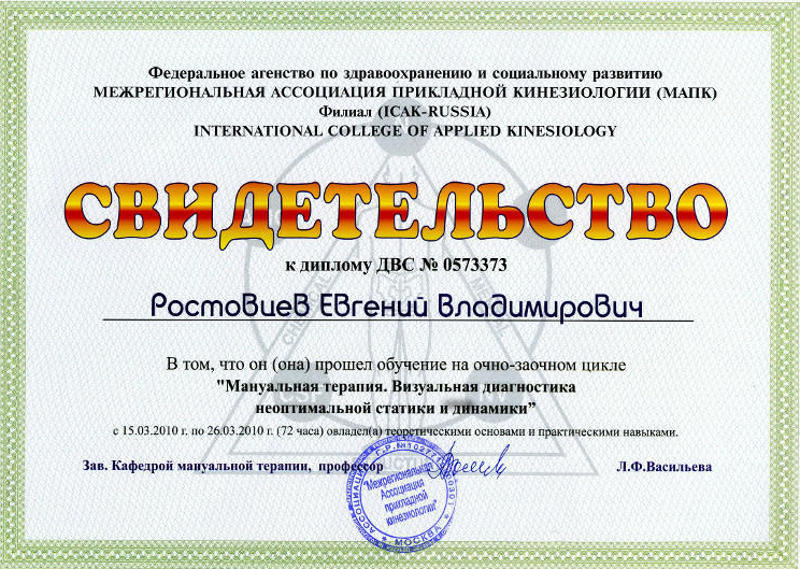 Федеральное агенство по здравоохранению и социальному развитию
МЕЖРЕГИОНАЛЬНАЯ АССОЦИАЦИЯ ПРИКЛАДНОЙ КИНЕЗИОЛОГИИ (МАПК)
Филиал (ICAK-RUSSIA)
INTERNATIONAL COLLEGE OF APPLIED KINESIOLOGY
СВИДЕТЕЛЬСТВО
к диплому ДВС № 0573373
Ростовцев Евгений Владимирович
В том, что он (она) прошел обучение на очно-заочном цикле
"Мануальная терапия. Визуальная диагностика
неоптимальной статики и динамики”
с 15.03.2010 г. по 26.03.2010 г. (72 часа) овладел(а) теоретическими основами и практическими навыками.
Зав. Кафедрой мануальной терапии, профессор Л.Ф.Васильева
"Межрегиональная
Ассоциация
прикладной
кинезиологии"
МОСКВА